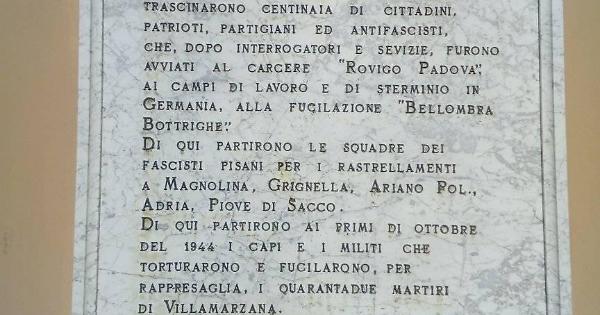 TRASCINARONO CENTINAIA DI CITTADINI,
PATRIOTI, PARTIGIANI ED ANTIFASCISTI,
CHE, DOPO INTERROGATORI E SEVIZIE, FURONO
AVVIATI AL CARCERE "ROVIGO PADOVA",
AI CAMPI DI LAVORO E DI STERMINIO IN
GERMANIA, ALLA FUCILAZIONE "BELLOMBRA
BOTTRIGHE".
DI QUI PARTIRONO LE SQUADRE DEI
FASCISTI PISANI PER I RASTRELLAMENTI
A MAGNOLINA, GRIGNELLA, ARIANO POL.,
ADRIA, PIOVE DI SACCO.
DI QUI PARTIRONO AI PRIMI DI OTTOBRE
DEL 1944 I CAPI E I MILITI CHE
TORTURARONO E FUCILARONO, PER
RAPPRESAGLIA, I QUARANTADUE MARTIRI
DI VILLAMARZANA.